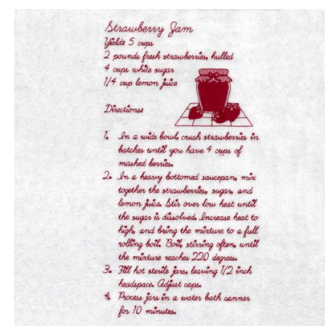 Strawberry Jam
Yields 5 cups
2 pounds fresh strawberries, hulled
4 cups white sugar
1/4 cup lemon juice
Directions:
1. In a wide bowl, crush strawberries in
batches until you have 4 cups of
mashed berries.
2. In a heavy bottomed saucepan, mix
together the strawberries, sugar, and
lemon juice. Stir over low heat until
the sugar is dissolved. Increase heat to
high, and bring the mixture to a full
rolling boil. Boil, stirring often, until
the mixture reaches 220 degrees.
3. Fill hot sterile jars, leaving 1/2 inch
headspace. Adjust caps.
4. Process jars in a water bath canner
for 10 minutes.